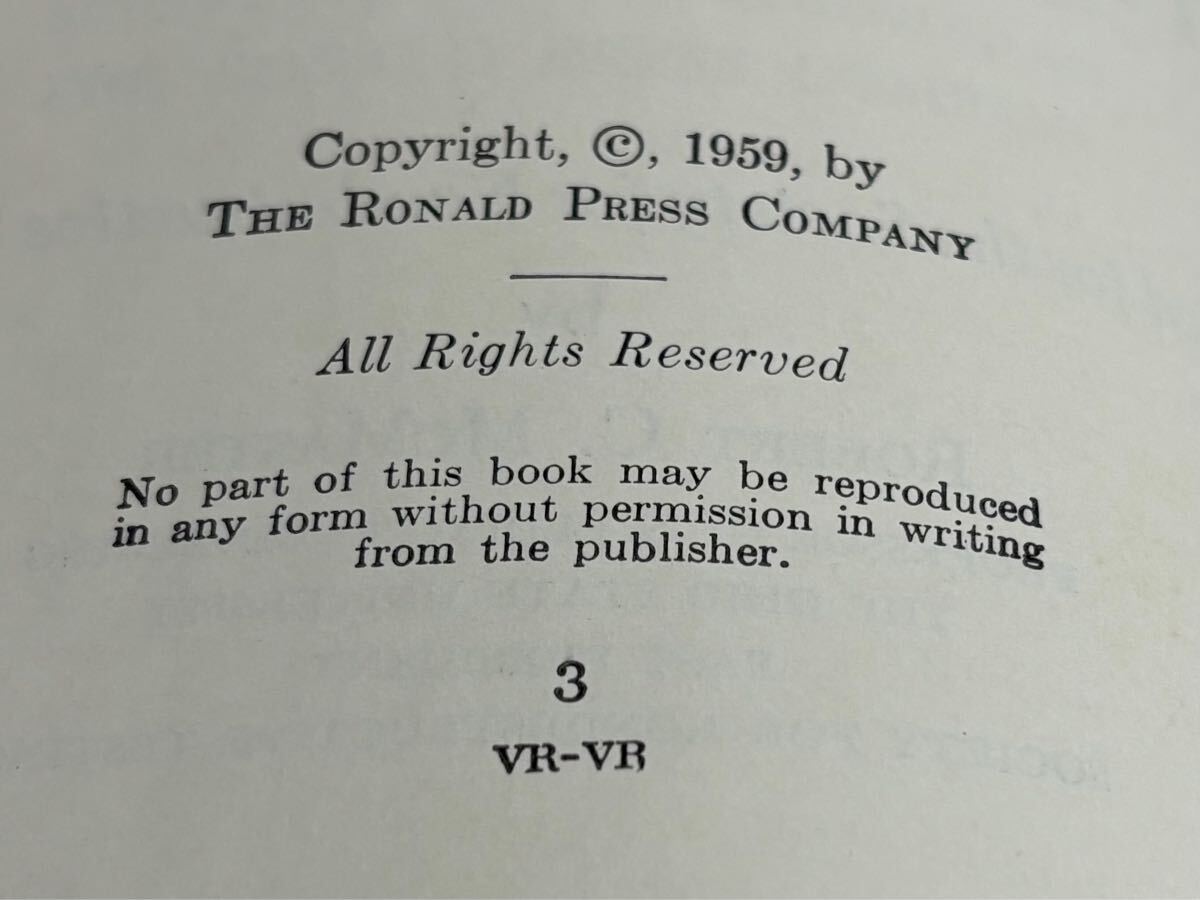 Copyright, ©, 1959, by
THE RONALD PRESS COMPANY
All Rights Reserved
No part of this book may be reproduced
in any form without permission in writing
from the publisher.
3
VR-VR